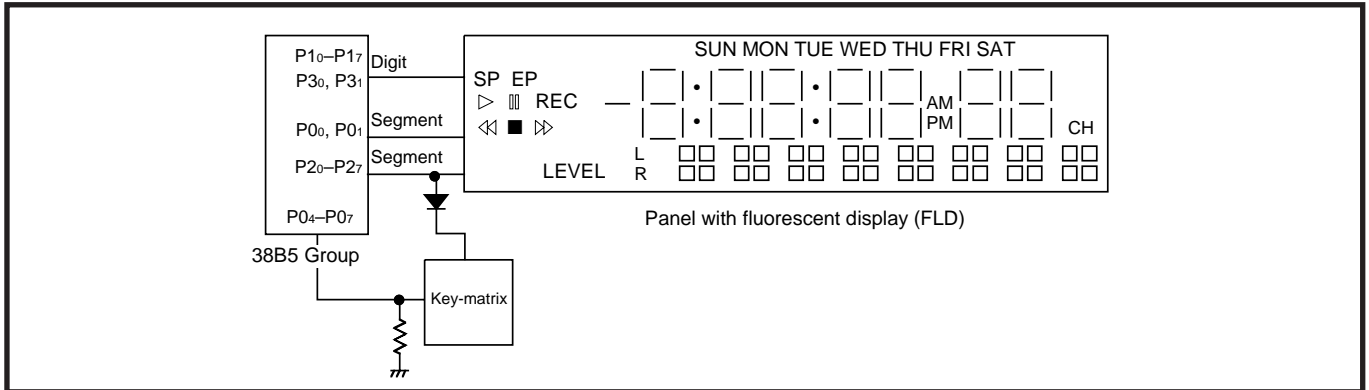 P10–P17
Digit
P30, P31
P00, P01
Segment
P20–P27
Segment
P04–P07
38B5 Group
Key-matrix
SUN MON TUE WED THU FRI SAT
SP EP
REC
AM
PM
CH
LEVEL
L
R
Panel with fluorescent display (FLD)